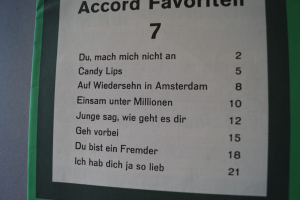 Accord Favoriten
7
Du, mach mich nicht an 2
Candy Lips 5
Auf Wiedersehn in Amsterdam 8
Einsam unter Millionen 10
Junge sag, wie geht es dir 12
Geh vorbei 15
Du bist ein Fremder 18
Ich hab dich ja so lieb 21